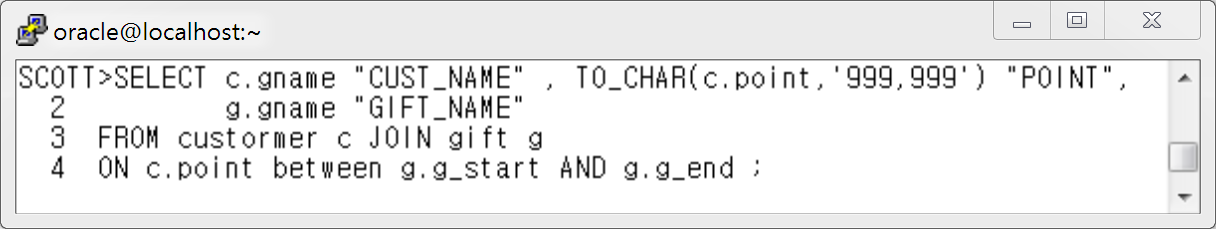 oracle@localhost:~
SCOTT>SELECT c.gname "CUST_NAME" , TO_CHAR(c.point,'999,999') "POINT",
  2          g.gname "GIFT_NAME"
  3  FROM custormer c JOIN gift g
  4  ON c.point between g.g_start AND g.g_end ;